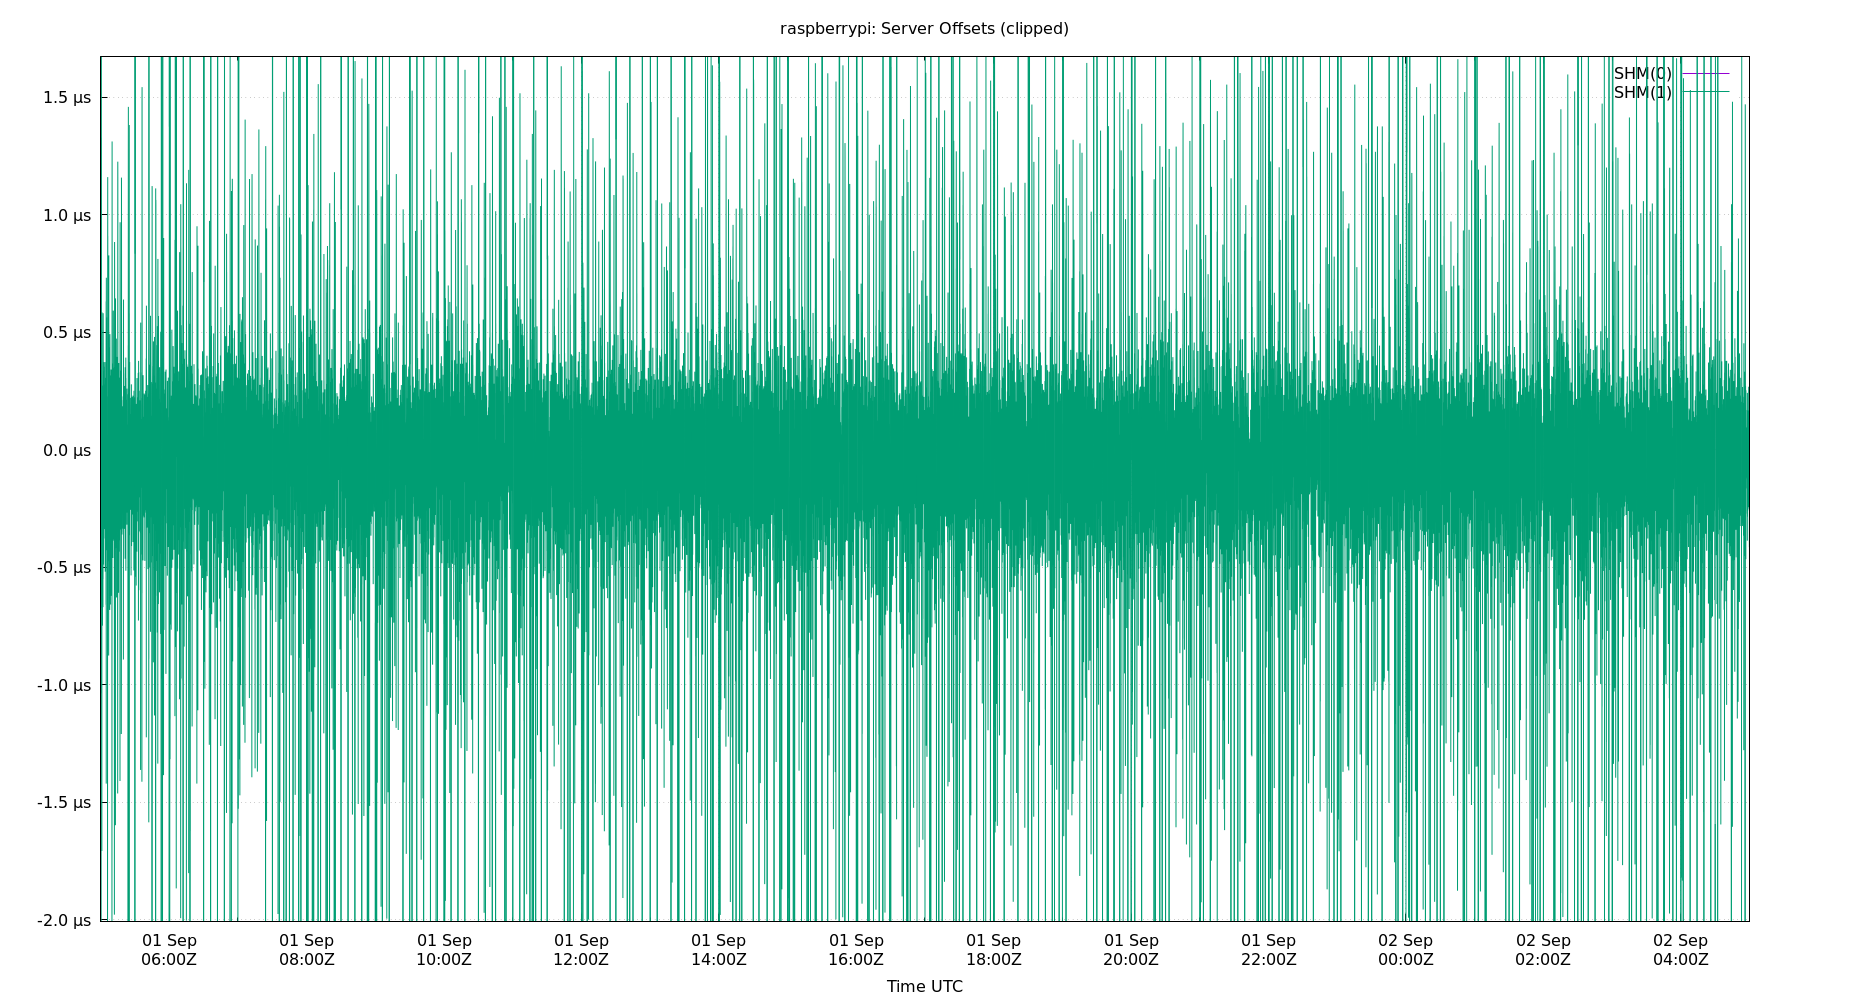 raspberrypi: Server Offsets (clipped)
SHM(0)
SHM(1)
1.5 µs
1.0 µs
0.5 µs
0.0 µs
-0.5 µs
-1.0 µs
-1.5 µs
-2.0 µs
01 Sep 01 Sep 01 Sep 01 Sep 01 Sep 01 Sep 01 Sep 01 Sep 01 Sep 02 Sep 02 Sep 02 Sep
06:00Z 08:00Z 10:00Z 12:00Z 14:00Z 16:00Z 18:00Z 20:00Z 22:00Z 00:00Z 02:00Z 04:00Z
Time UTC